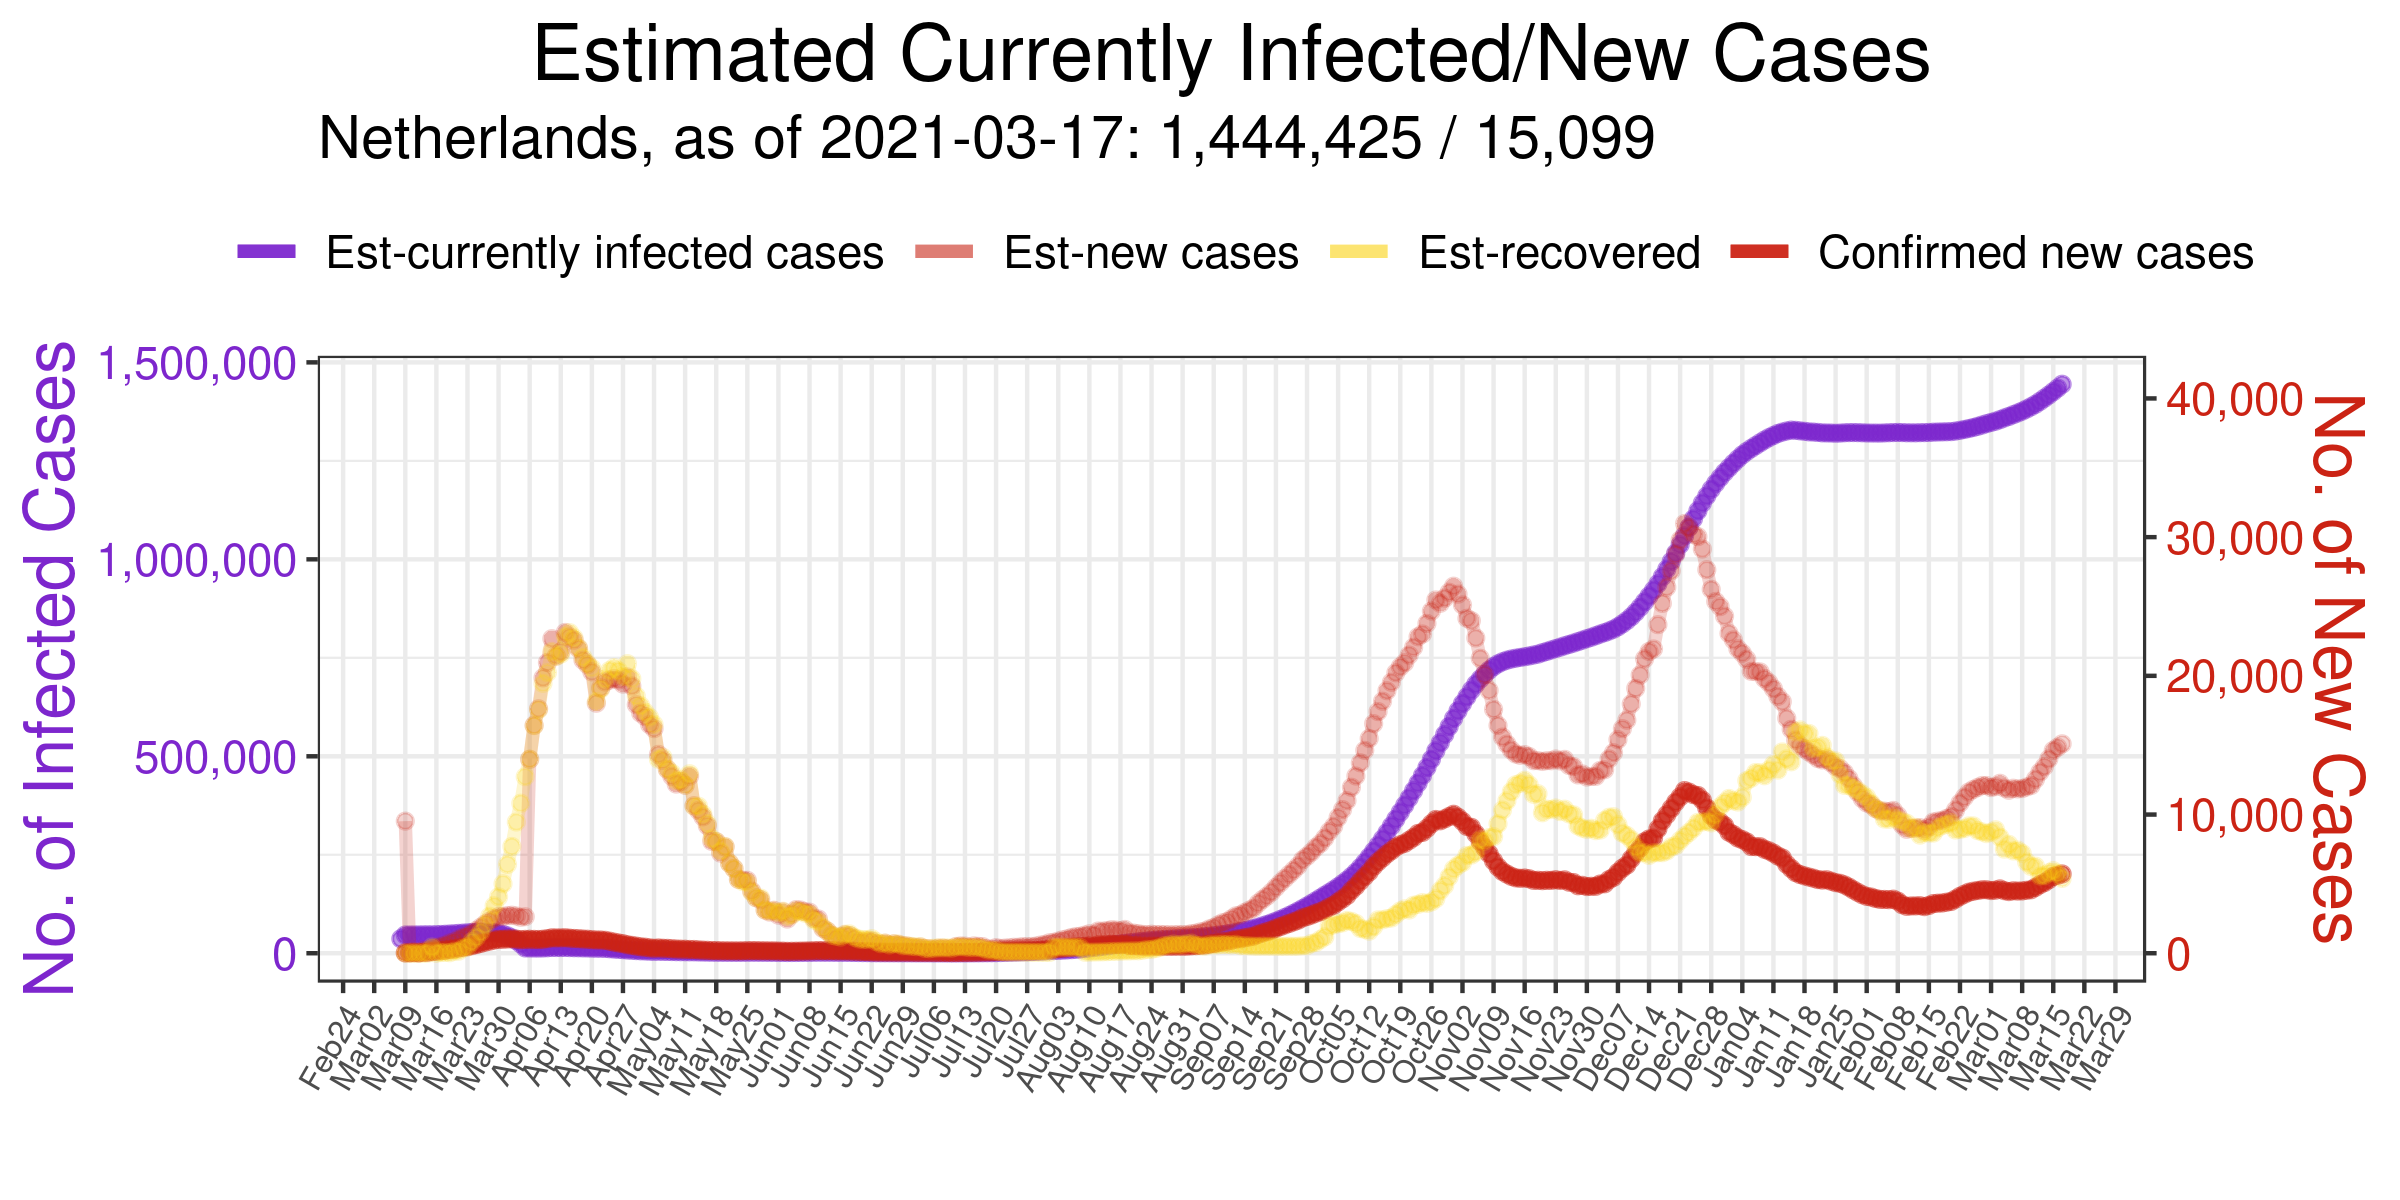 Estimated Currently Infected/New Cases
Netherlands, as of 2021-03-17: 1,444,425 / 15,099
Est-currently infected cases Est-new cases Est-recovered Confirmed new cases
No. of Infected Cases
1,500,000
1,000,000
500,000
0
40,000
30,000
20,000
10,000
0
No. of New Cases
Feb24
Mar02
Mar09
Mar16
Mar23
Mar30
Apr06
Apr13
Apr20
Apr27
May04
May11
May18
May25
Jun01
Jun08
Jun15
Jun22
Jun29
Jul06
Jul13
Jul20
Jul27
Aug03
Aug10
Aug17
Aug24
Aug31
Sep07
Sep14
Sep21
Sep28
Oct05
Oct12
Oct19
Oct26
Nov02
Nov09
Nov16
Nov23
Nov30
Dec07
Dec14
Dec21
Dec28
Jan04
Jan11
Jan18
Jan25
Feb01
Feb08
Feb15
Feb22
Mar01
Mar08
Mar15
Mar22
Mar29